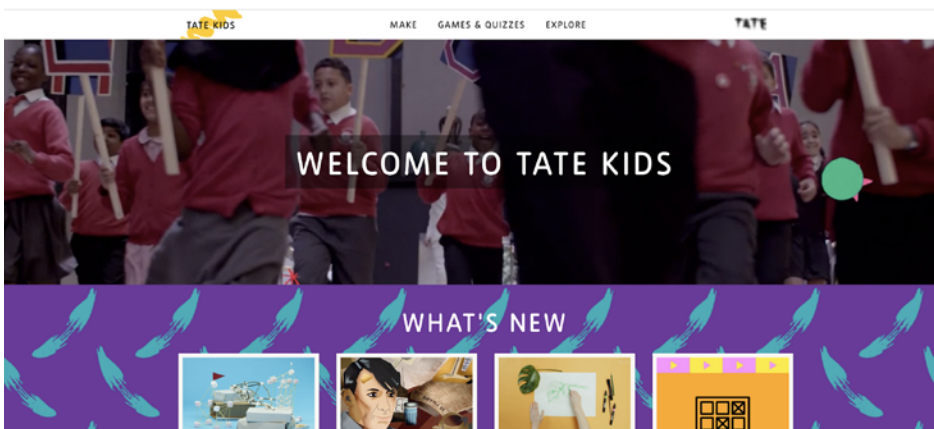 TATE KIDS
MAKE GAMES & QUIZZES EXPLORE
TATE
WELCOME TO TATE KIDS
WHAT'S NEW